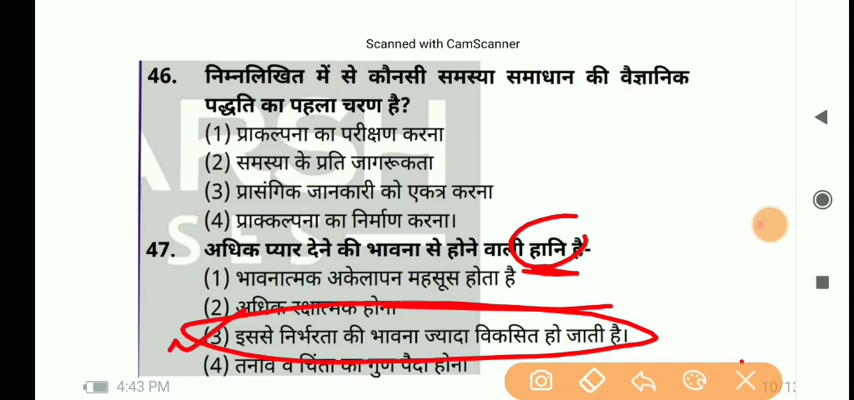 Scanned with CamScanner
46. निम्नलिखित में से कौनसी समस्या समाधान की वैज्ञानिक
पद्धति का पहला चरण है?
(1) प्राकल्पना का परीक्षण करना
(2) समस्या के प्रति जागरूकता
(3) प्रासंगिक जानकारी को एकत्र करना
(4) प्राक्कल्पना का निर्माण करना।
47. अधिक प्यार देने की भावना से होने वाली हानि है-
(1) भावनात्मक अकेलापन महसूस होता है
(2) अधिक रक्षात्मक होना
(3) इससे निर्भरता की भावना ज्यादा विकसित हो जाती है।
(4) तनाव व चिंता का गुण पैदा होना
4:43 PM